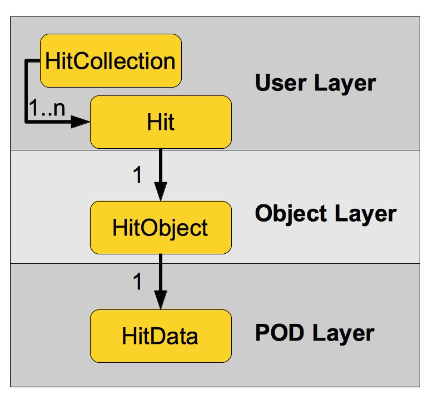 HitCollection
User Layer
1..n
Hit
1
HitObject
Object Layer
1
HitData
POD Layer